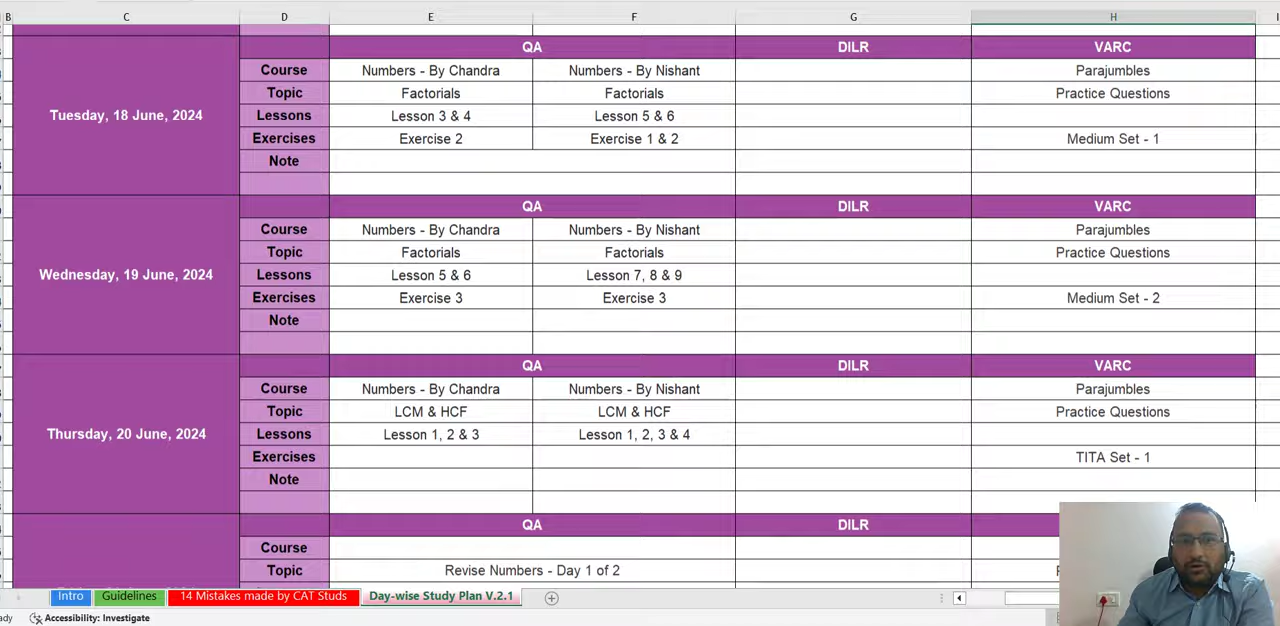 B C D E F G H I
QA DILR VARC
Course Numbers - By Chandra Numbers - By Nishant Parajumbles
Topic Factorials Factorials Practice Questions
Tuesday, 18 June, 2024 Lessons Lesson 3 & 4 Lesson 5 & 6
Exercises Exercise 2 Exercise 1 & 2 Medium Set - 1
Note
QA DILR VARC
Course Numbers - By Chandra Numbers - By Nishant Parajumbles
Topic Factorials Factorials Practice Questions
Wednesday, 19 June, 2024 Lessons Lesson 5 & 6 Lesson 7, 8 & 9
Exercises Exercise 3 Exercise 3 Medium Set - 2
Note
QA DILR VARC
Course Numbers - By Chandra Numbers - By Nishant Parajumbles
Topic LCM & HCF LCM & HCF Practice Questions
Thursday, 20 June, 2024 Lessons Lesson 1, 2 & 3 Lesson 1, 2, 3 & 4
Exercises TITA Set - 1
Note
QA DILR
Course
Topic Revise Numbers - Day 1 of 2
Intro Guidelines 14 Mistakes made by CAT Studs Day-wise Study Plan V.2.1
Accessibility: Investigate